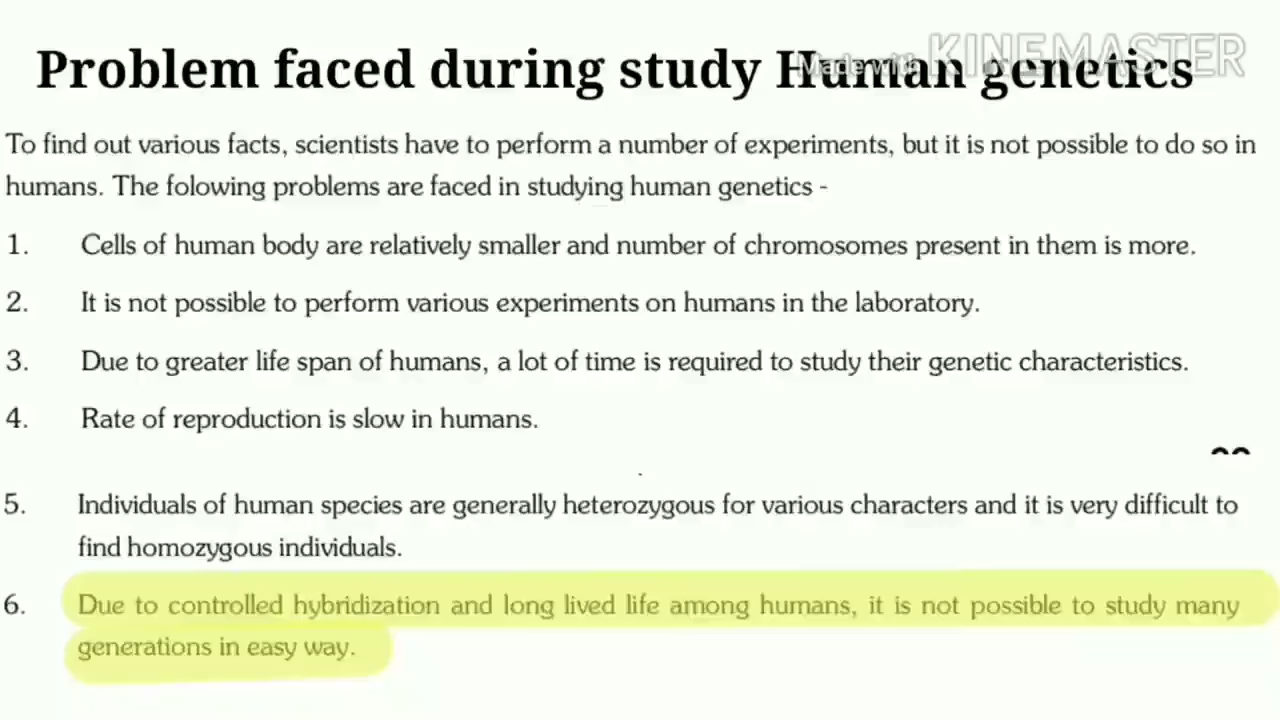 Problem faced during study Human genetics
Made with KINEMASTER
To find out various facts, scientists have to perform a number of experiments, but it is not possible to do so in
humans. The folowing problems are faced in studying human genetics -
1. Cells of human body are relatively smaller and number of chromosomes present in them is more.
2. It is not possible to perform various experiments on humans in the laboratory.
3. Due to greater life span of humans, a lot of time is required to study their genetic characteristics.
4. Rate of reproduction is slow in humans.
5. Individuals of human species are generally heterozygous for various characters and it is very difficult to
find homozygous individuals.
6. Due to controlled hybridization and long lived life among humans, it is not possible to study many
generations in easy way.